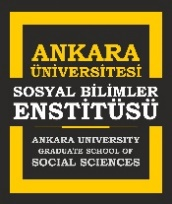 ANKARA
ÜNİVERSİTESİ
SOSYAL BİLİMLER
ENSTİTÜSÜ
ANKARA UNIVERSITY
GRADUATE SCHOOL OF
SOCIAL SCIENCES